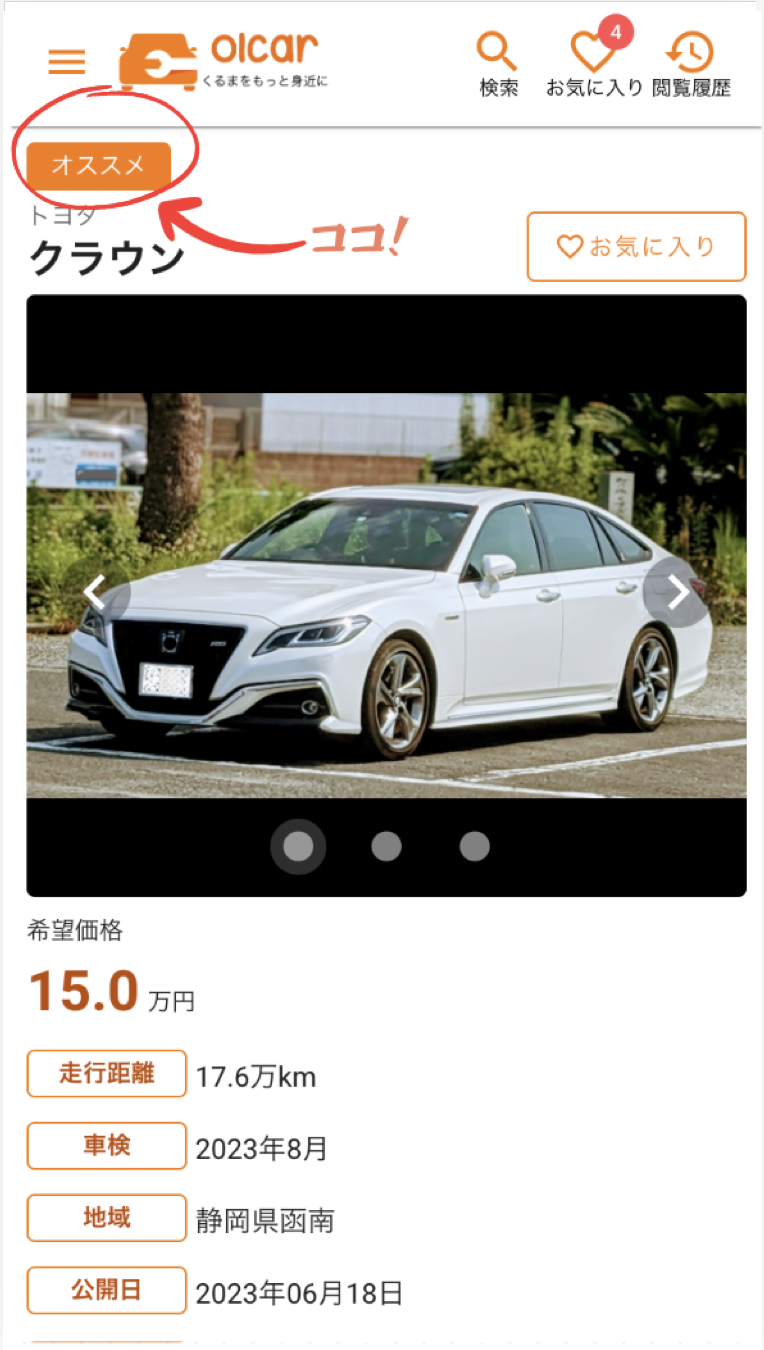 olcar
くるまをもっと身近に
検索
4
お気に入り
閲覧履歴
オススメ
ココ!
トヨタ
クラウン
お気に入り
希望価格
15.0 万円
走行距離 17.6万km
車検 2023年8月
地域 静岡県函南
公開日 2023年06月18日